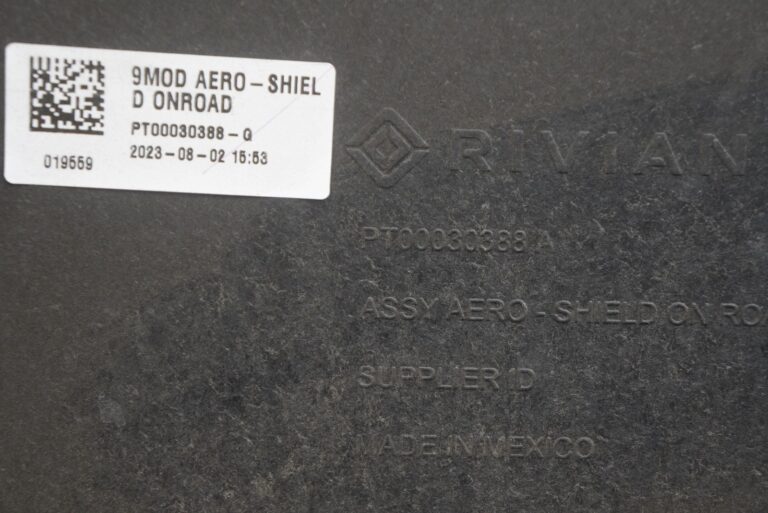 9MOD AERO-SHIEL
D ONROAD
PT00030388-G
2023-08-02 15:53
019559
RIVIAN
PT00030388 A
ASSY AERO-SHIELD ON ROA
SUPPLIER ID
MADE IN MEXICO